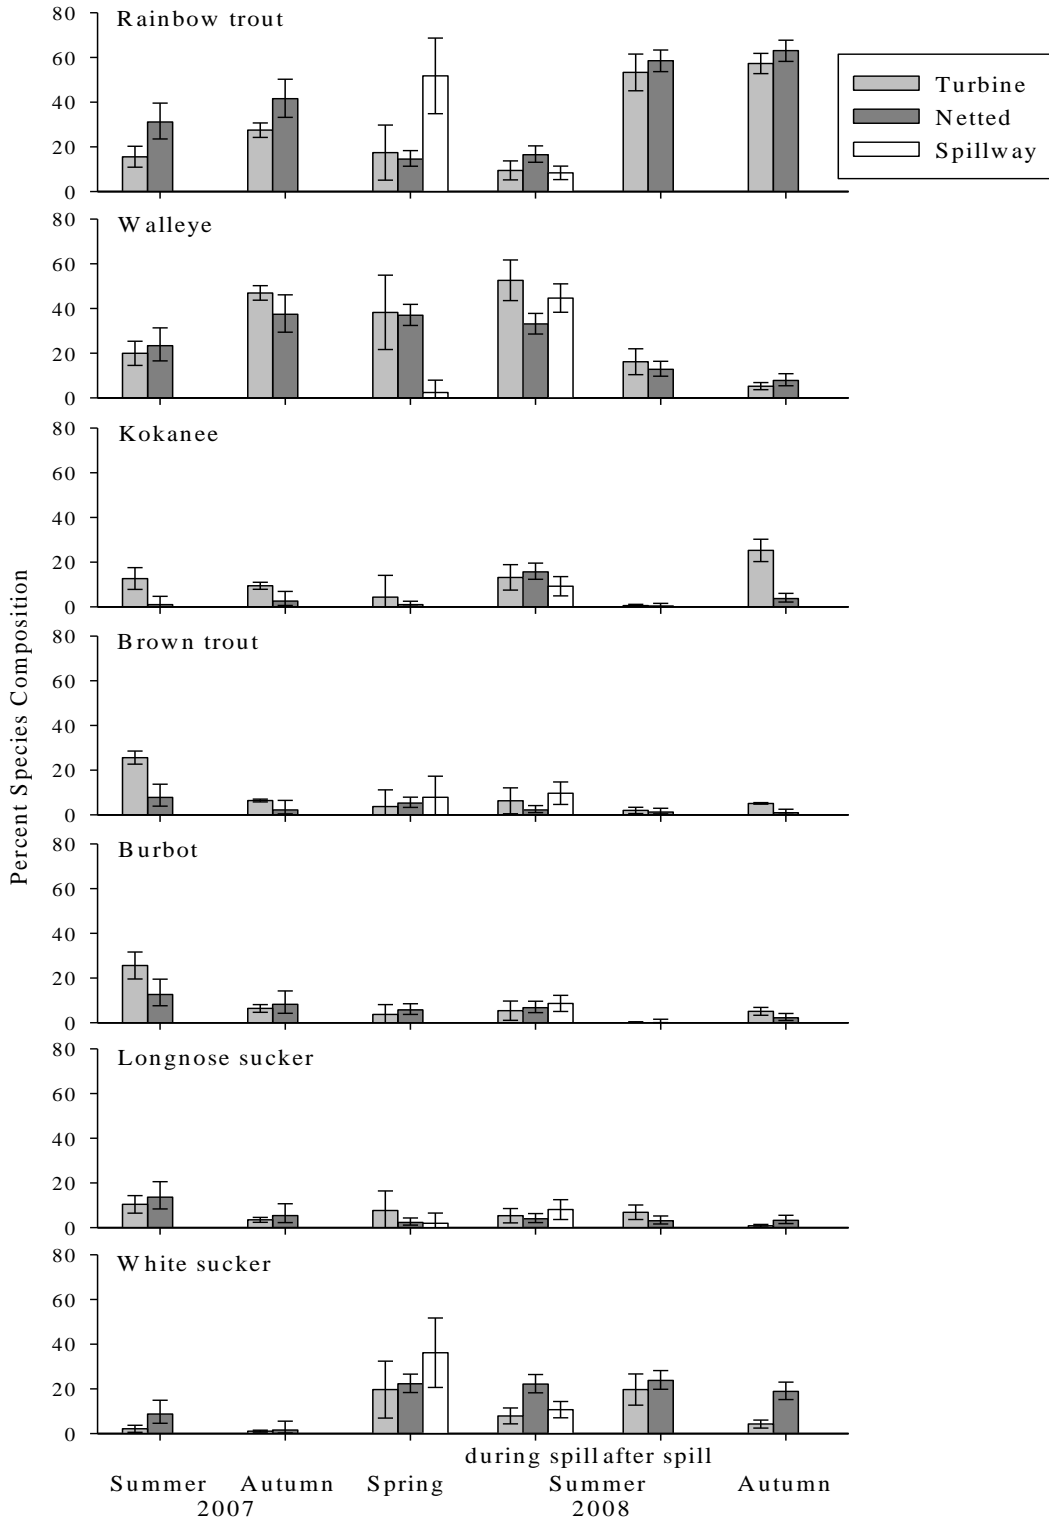 Percent Species Composition
Rainbow trout
80
60
40
20
0
Turbine
Netted
Spillway
Walleye
80
60
40
20
0
Kokanee
80
60
40
20
0
Brown trout
80
60
40
20
0
Burbot
80
60
40
20
0
Longnose sucker
80
60
40
20
0
White sucker
80
60
40
20
0
during spill after spill
Summer Autumn Spring Summer Autumn
2007 2008